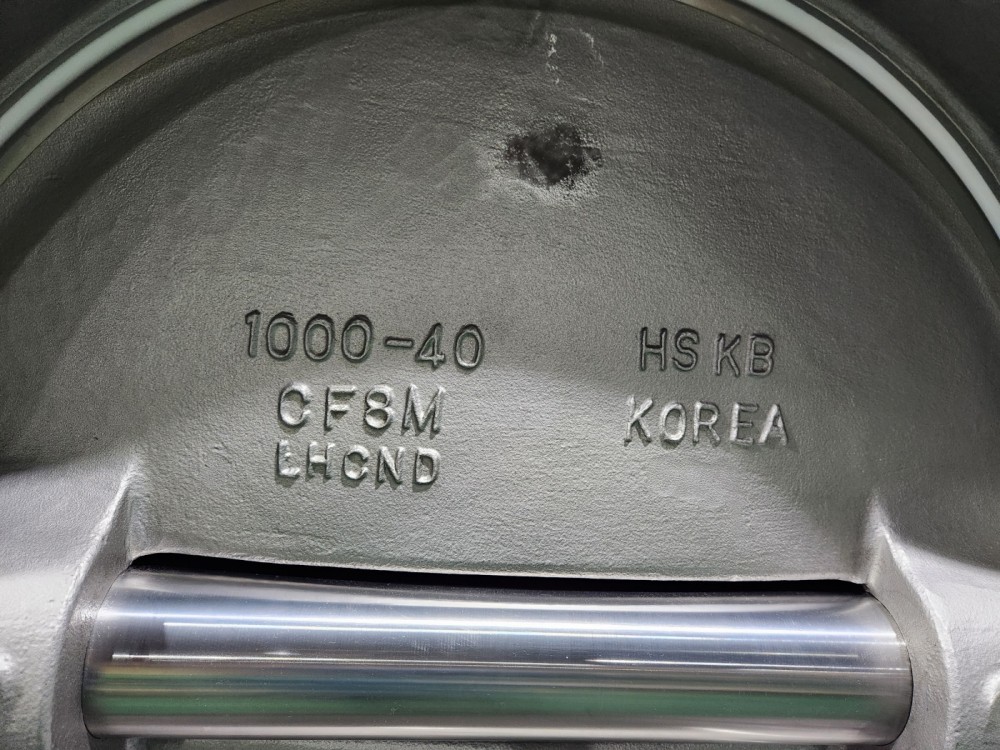 1000-40
CF8M
LHCND
HS KB
KOREA